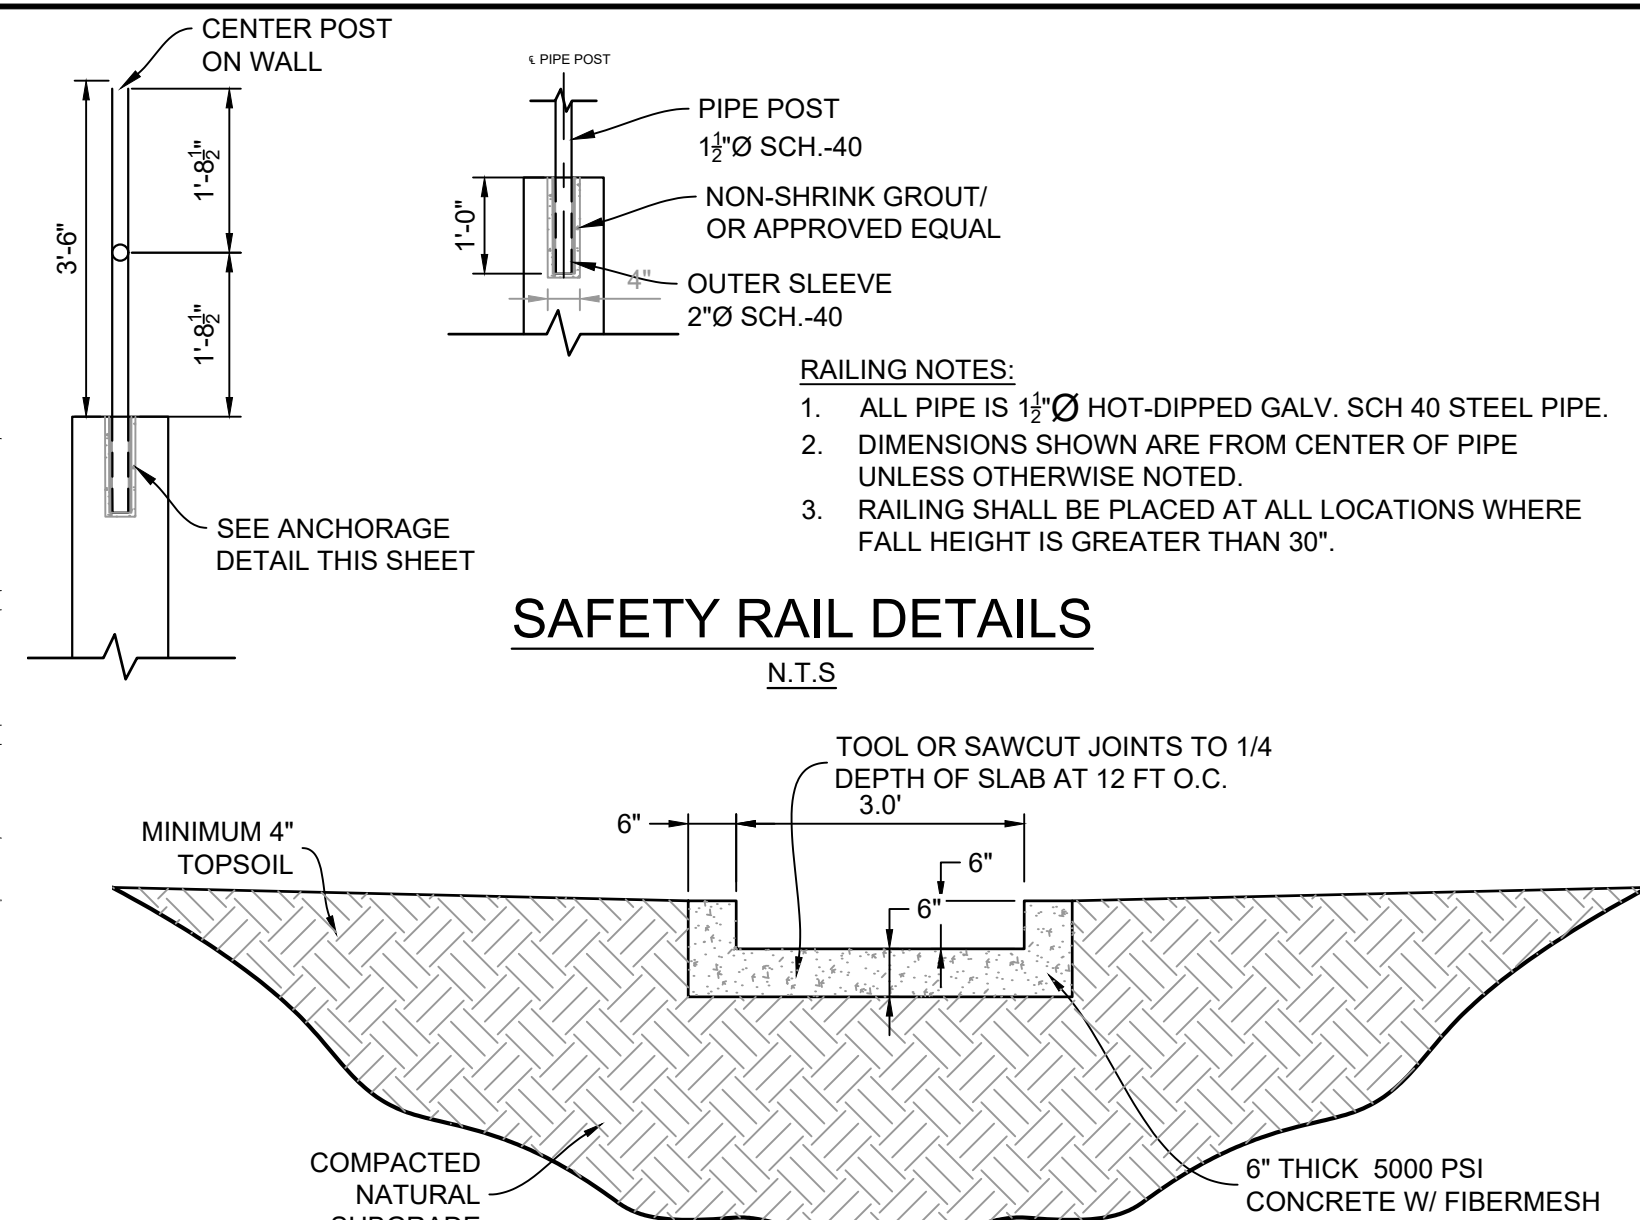 CENTER POST
ON WALL
3'-6"
1'-8½"
1'-8½"
SEE ANCHORAGE
DETAIL THIS SHEET
℄ PIPE POST
PIPE POST
1½"Ø SCH.-40
1'-0"
NON-SHRINK GROUT/
OR APPROVED EQUAL
4"
OUTER SLEEVE
2"Ø SCH.-40
RAILING NOTES:
1. ALL PIPE IS 1½"Ø HOT-DIPPED GALV. SCH 40 STEEL PIPE.
2. DIMENSIONS SHOWN ARE FROM CENTER OF PIPE
UNLESS OTHERWISE NOTED.
3. RAILING SHALL BE PLACED AT ALL LOCATIONS WHERE
FALL HEIGHT IS GREATER THAN 30".
SAFETY RAIL DETAILS
N.T.S
TOOL OR SAWCUT JOINTS TO 1/4
DEPTH OF SLAB AT 12 FT O.C.
3.0'
6"
6"
6"
MINIMUM 4"
TOPSOIL
COMPACTED
NATURAL
SUBGRADE
6" THICK 5000 PSI
CONCRETE W/ FIBERMESH